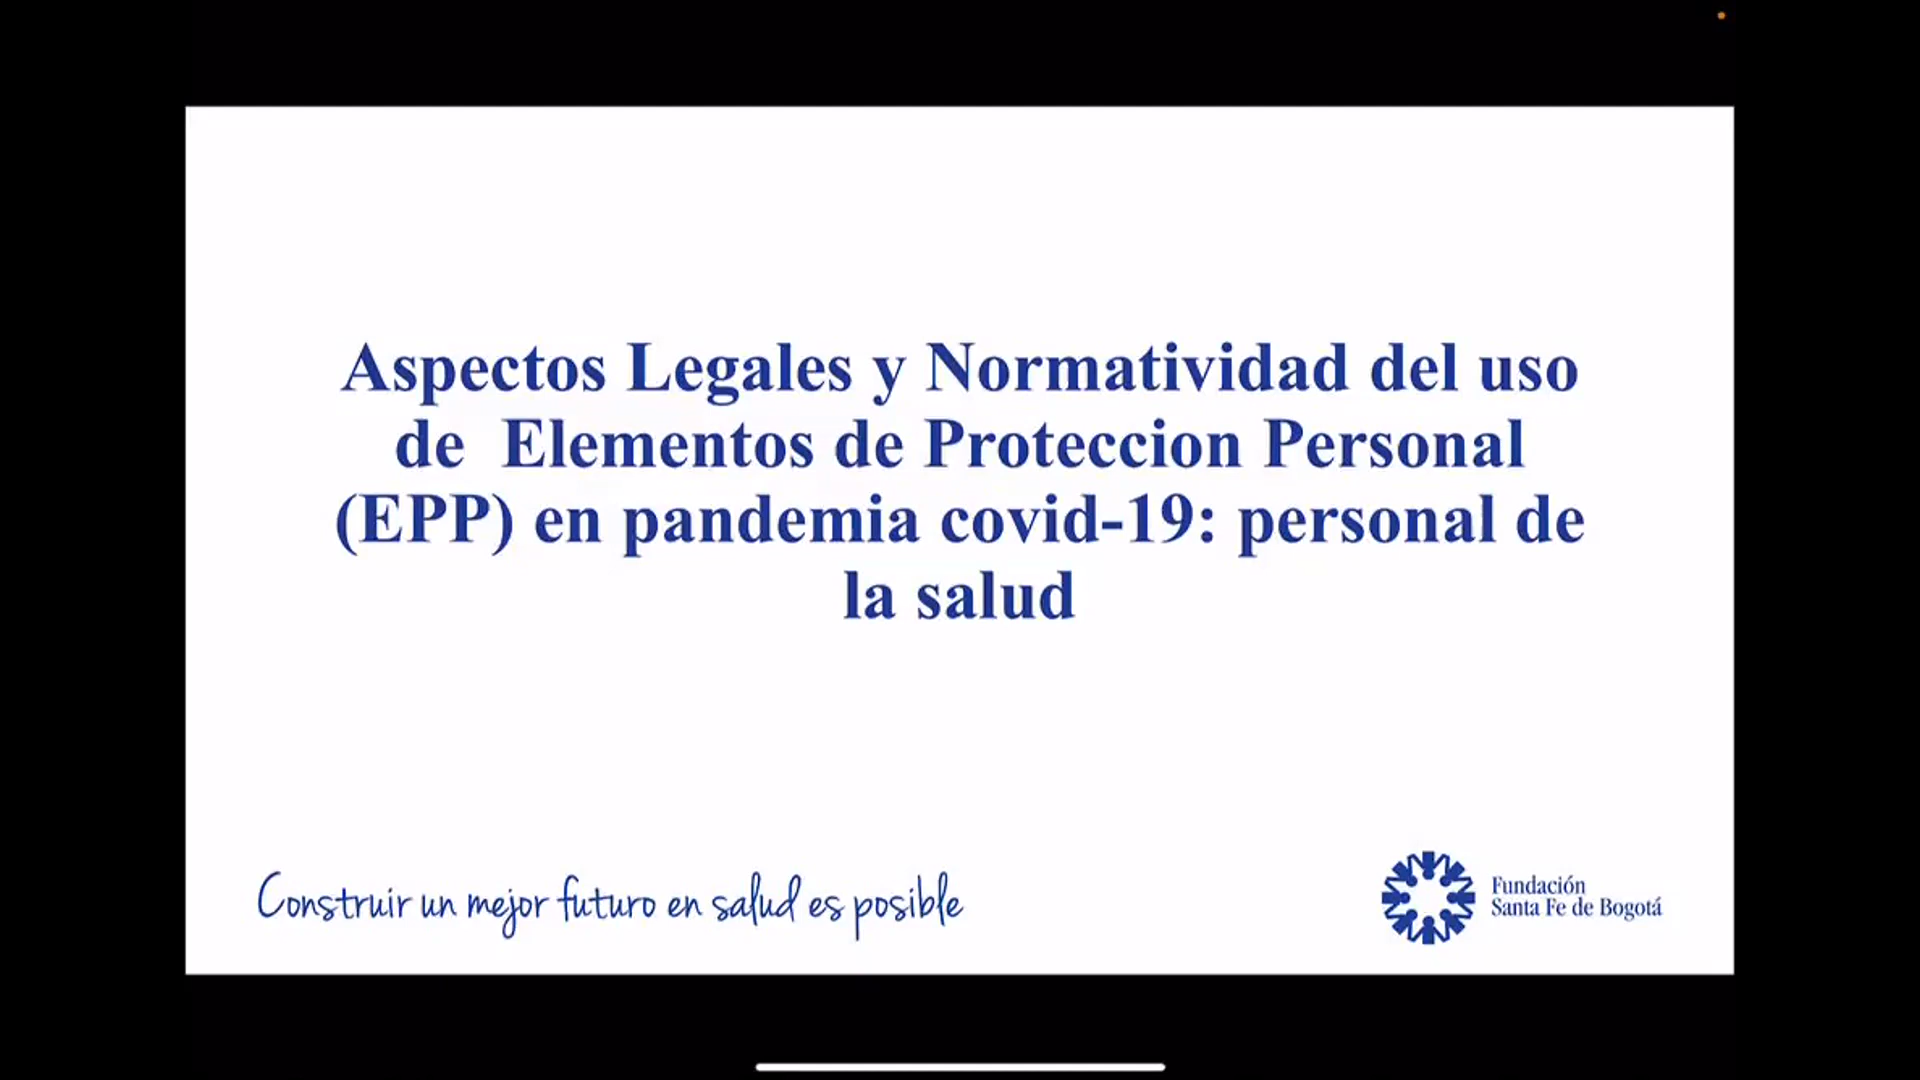 Aspectos Legales y Normatividad del uso
de  Elementos de Proteccion Personal
(EPP) en pandemia covid-19: personal de
la salud
Construir un mejor futuro en salud es posible
Fundación
Santa Fe de Bogotá